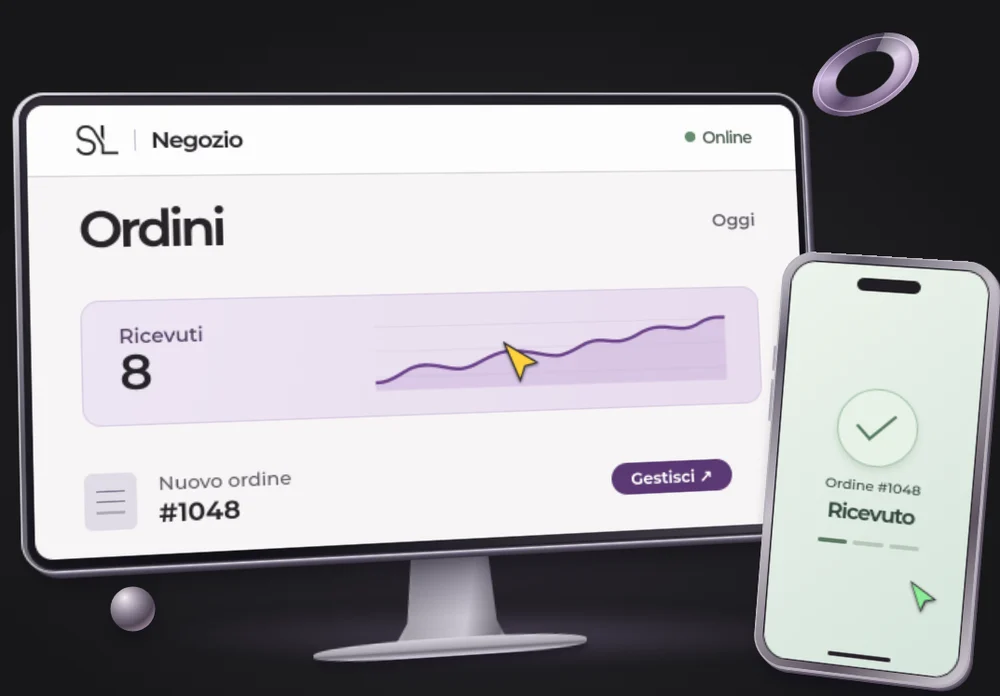 SL
Negozio
Online
Ordini
Oggi
Ricevuti
8
Nuovo ordine
#1048
Gestisci ↗
Ordine #1048
Ricevuto